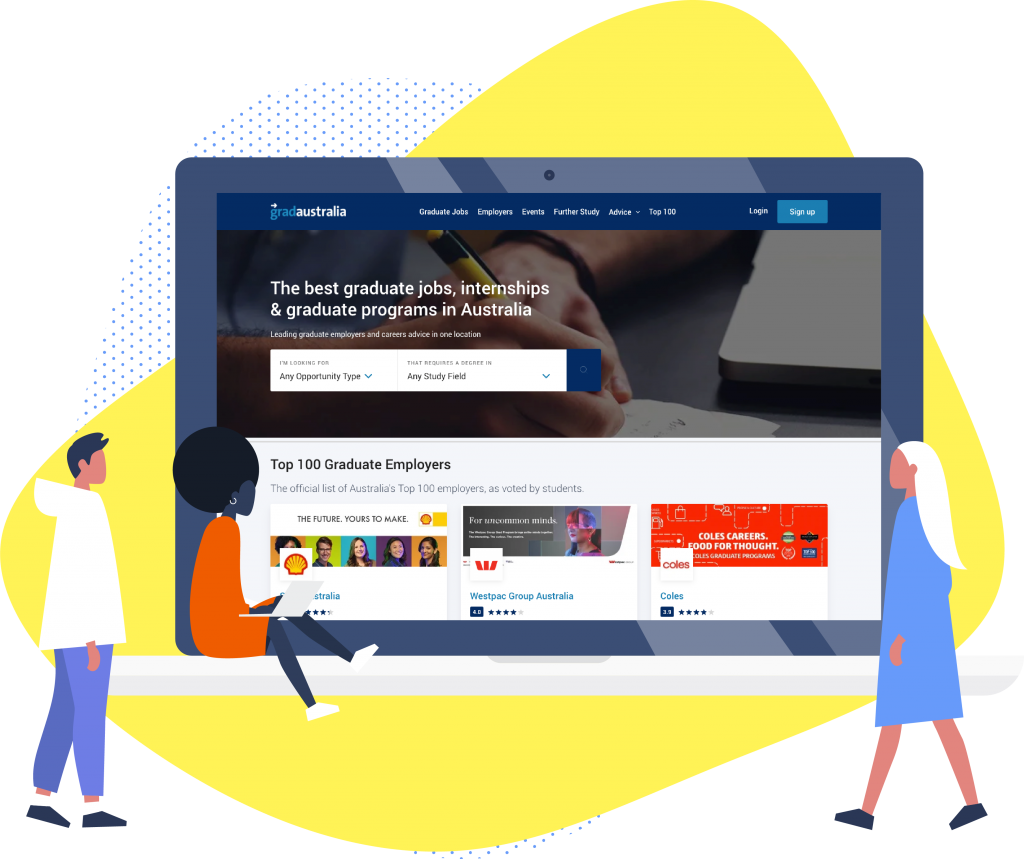 gradaustralia
Graduate Jobs Employers Events Further Study Advice Top 100
Login Sign up
The best graduate jobs, internships
& graduate programs in Australia
Leading graduate employers and careers advice in one location
I'M LOOKING FOR
Any Opportunity Type
THAT REQUIRES A DEGREE IN
Any Study Field
Top 100 Graduate Employers
The official list of Australia's Top 100 employers, as voted by students.
THE FUTURE. YOURS TO MAKE.
For uncommon minds.
COLES CAREERS.
FOOD FOR THOUGHT.
COLES GRADUATE PROGRAMS
coles
Westpac Group Australia
Coles
4.0
3.9